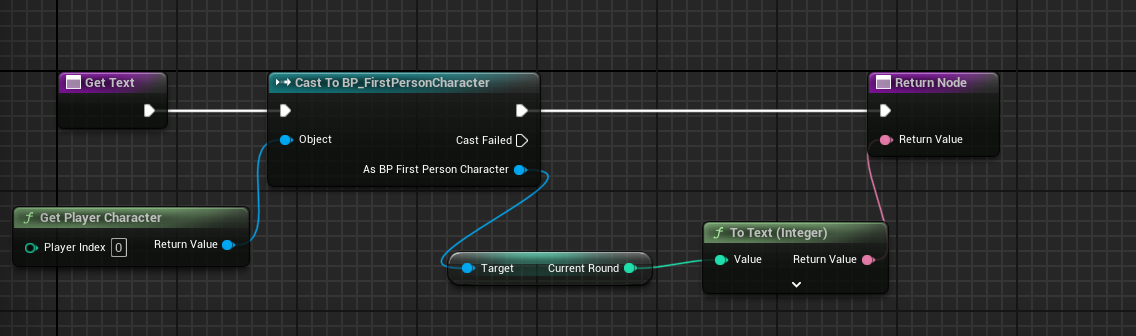 Get Text
Cast To BP_FirstPersonCharacter
Return Node
Object
Cast Failed
Return Value
As BP First Person Character
f Get Player Character
Player Index 0
Return Value
f To Text (Integer)
Target
Current Round
Value
Return Value